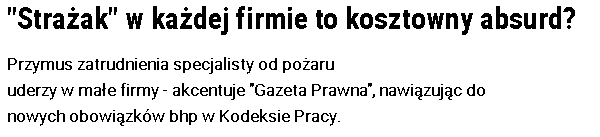 "Strażak" w każdej firmie to kosztowny absurd?
Przymus zatrudnienia specjalisty od pożaru
uderzy w małe firmy - akcentuje "Gazeta Prawna", nawiązując do
nowych obowiązków bhp w Kodeksie Pracy.